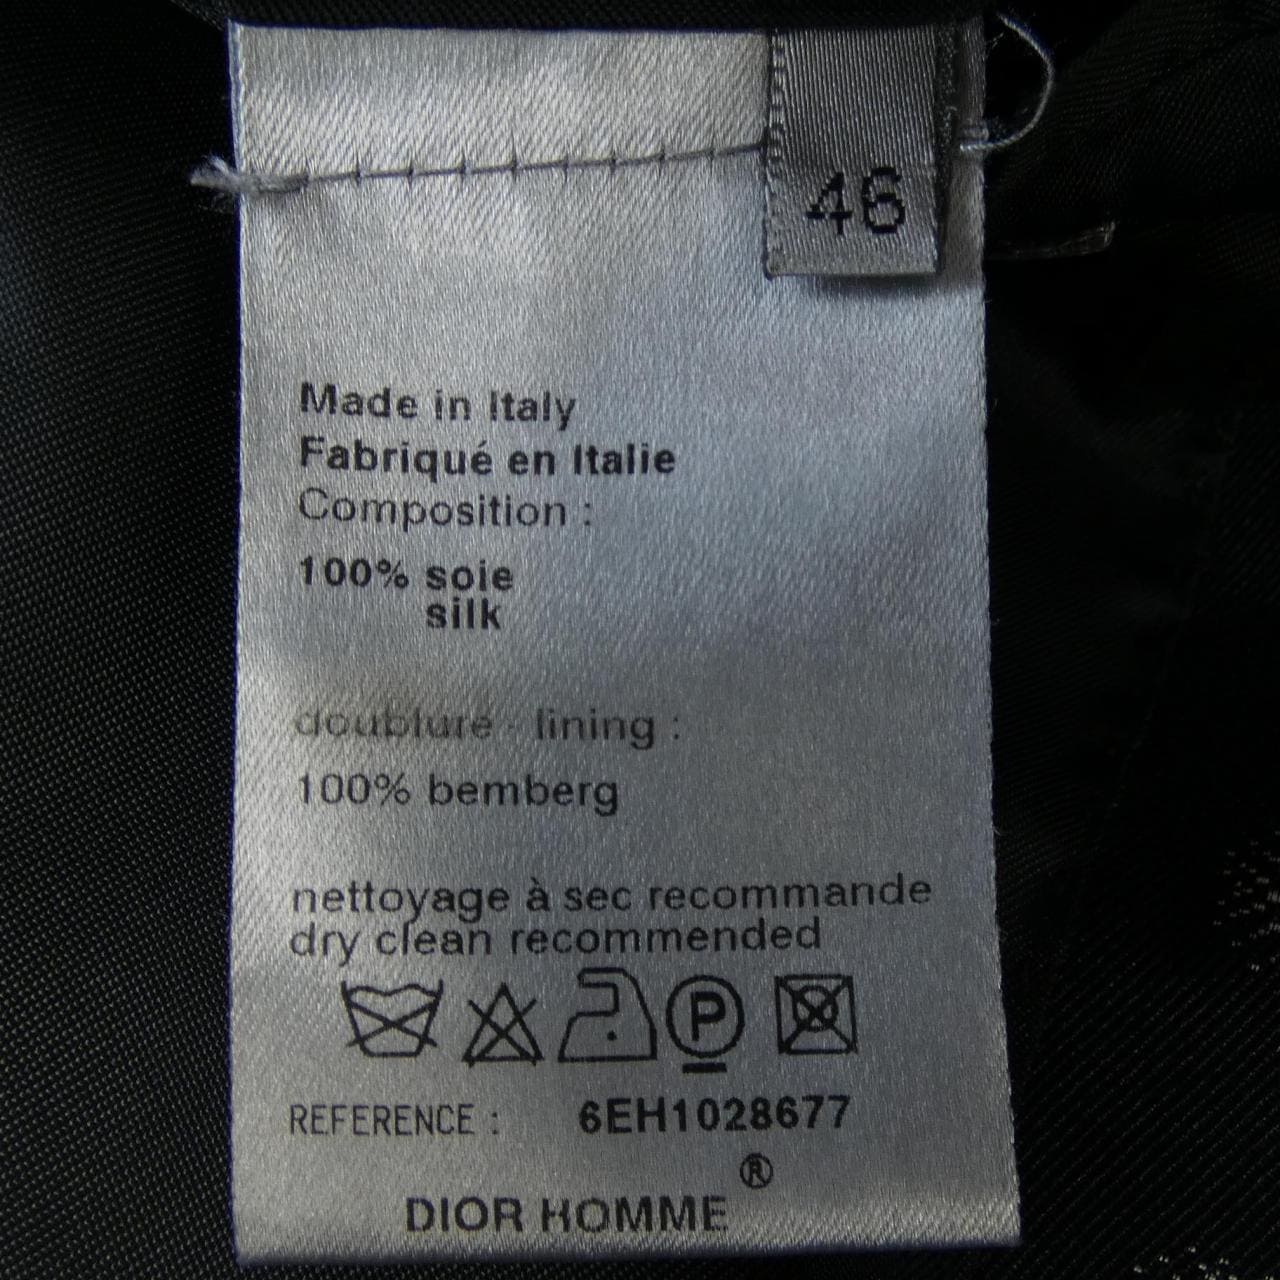 46
Made in Italy
Fabriqué en Italie
Composition :
100% soie
silk
doublure - lining :
100% bemberg
nettoyage à sec recommande
dry clean recommended
P
REFERENCE : 6EH1028677
®
DIOR HOMME